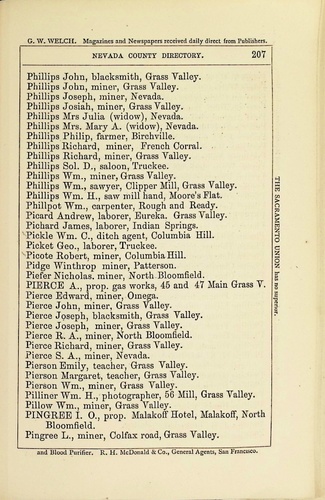 G. W. WELCH. Magazines and Newspapers received daily direct from Publishers.
NEVADA COUNTY DIRECTORY. 207
Phillips John, blacksmith, Grass Valley.
Phillips John, miner, Grass Valley.
Phillips Joseph, miner, Nevada.
Phillips Josiah, miner, Grass Valley.
Phillips Mrs Julia (widow), Nevada.
Phillips Mrs. Mary A. (widow), Nevada.
Phillips Philip, farmer, Birchville.
Phillips Richard, miner, French Corral.
Phillips Richard, miner, Grass Valley.
Phillips Sol. D., saloon, Truckee.
Phillips Wm., miner, Grass Valley.
Phillips Wm., sawyer, Clipper Mill, Grass Valley.
Phillips Wm. H., saw mill hand, Moore's Flat.
Phillpot Wm., carpenter, Rough and Ready.
Picard Andrew, laborer, Eureka. Grass Valley.
Pichard James, laborer, Indian Springs.
Pickle Wm. C., ditch agent, Columbia Hill.
Picket Geo., laborer, Truckee.
Picote Robert, miner, Columbia Hill.
Pidge Winthrop miner, Patterson.
Piefer Nicholas, miner, North Bloomfield.
PIERCE A., prop. gas works, 45 and 47 Main Grass V.
Pierce Edward, miner, Omega.
Pierce John, miner, Grass Valley.
Pierce Joseph, blacksmith, Grass Valley.
Pierce Joseph, miner, Grass Valley.
Pierce R. A., miner, North Bloomfield.
Pierce Richard, miner, Grass Valley.
Pierce S. A., miner, Nevada.
Pierson Emily, teacher, Grass Valley.
Pierson Margaret, teacher, Grass Valley.
Pierson Wm., miner, Grass Valley.
Pilliner Wm. H., photographer, 56 Mill, Grass Valley.
Pillow Wm., miner, Grass Valley.
PINGREE I. O., prop. Malakoff Hotel, Malakoff, North
Bloomfield.
Pingree L., miner, Colfax road, Grass Valley.
THE SACRAMENTO UNION has no superior.
and Blood Purifier. R. H. McDonald & Co., General Agents, San Francisco.